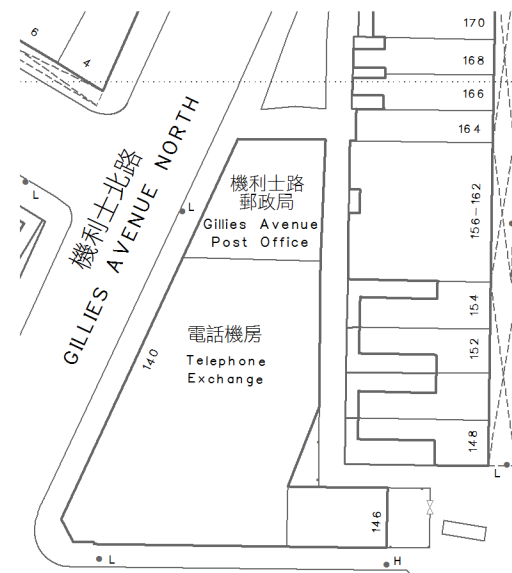 170
6
4
168
166
164
機利士北路
GILLIES AVENUE NORTH
L
L
機利士路
郵政局
Gillies Avenue
Post Office
156–162
電話機房
Telephone
Exchange
140
154
152
148
L
146
L
H